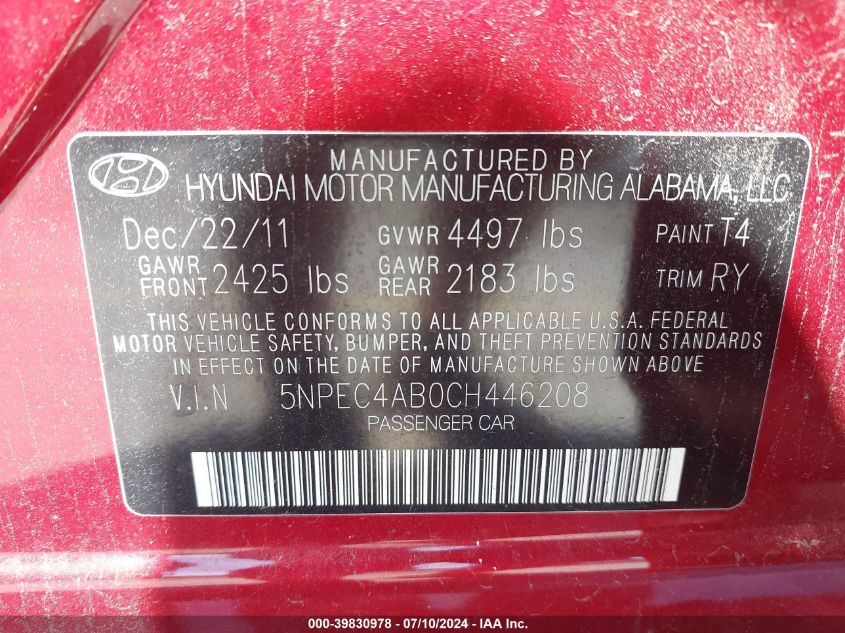 MANUFACTURED BY
HYUNDAI MOTOR MANUFACTURING ALABAMA, LLC
Dec/22/11 GVWR 4497 lbs PAINT T4
GAWR FRONT 2425 lbs GAWR REAR 2183 lbs TRIM RY
THIS VEHICLE CONFORMS TO ALL APPLICABLE U.S.A. FEDERAL
MOTOR VEHICLE SAFETY, BUMPER, AND THEFT PREVENTION STANDARDS
IN EFFECT ON THE DATE OF MANUFACTURE SHOWN ABOVE
V.I.N 5NPEC4AB0CH446208
PASSENGER CAR
000-39830978 - 07/10/2024 - IAA Inc.